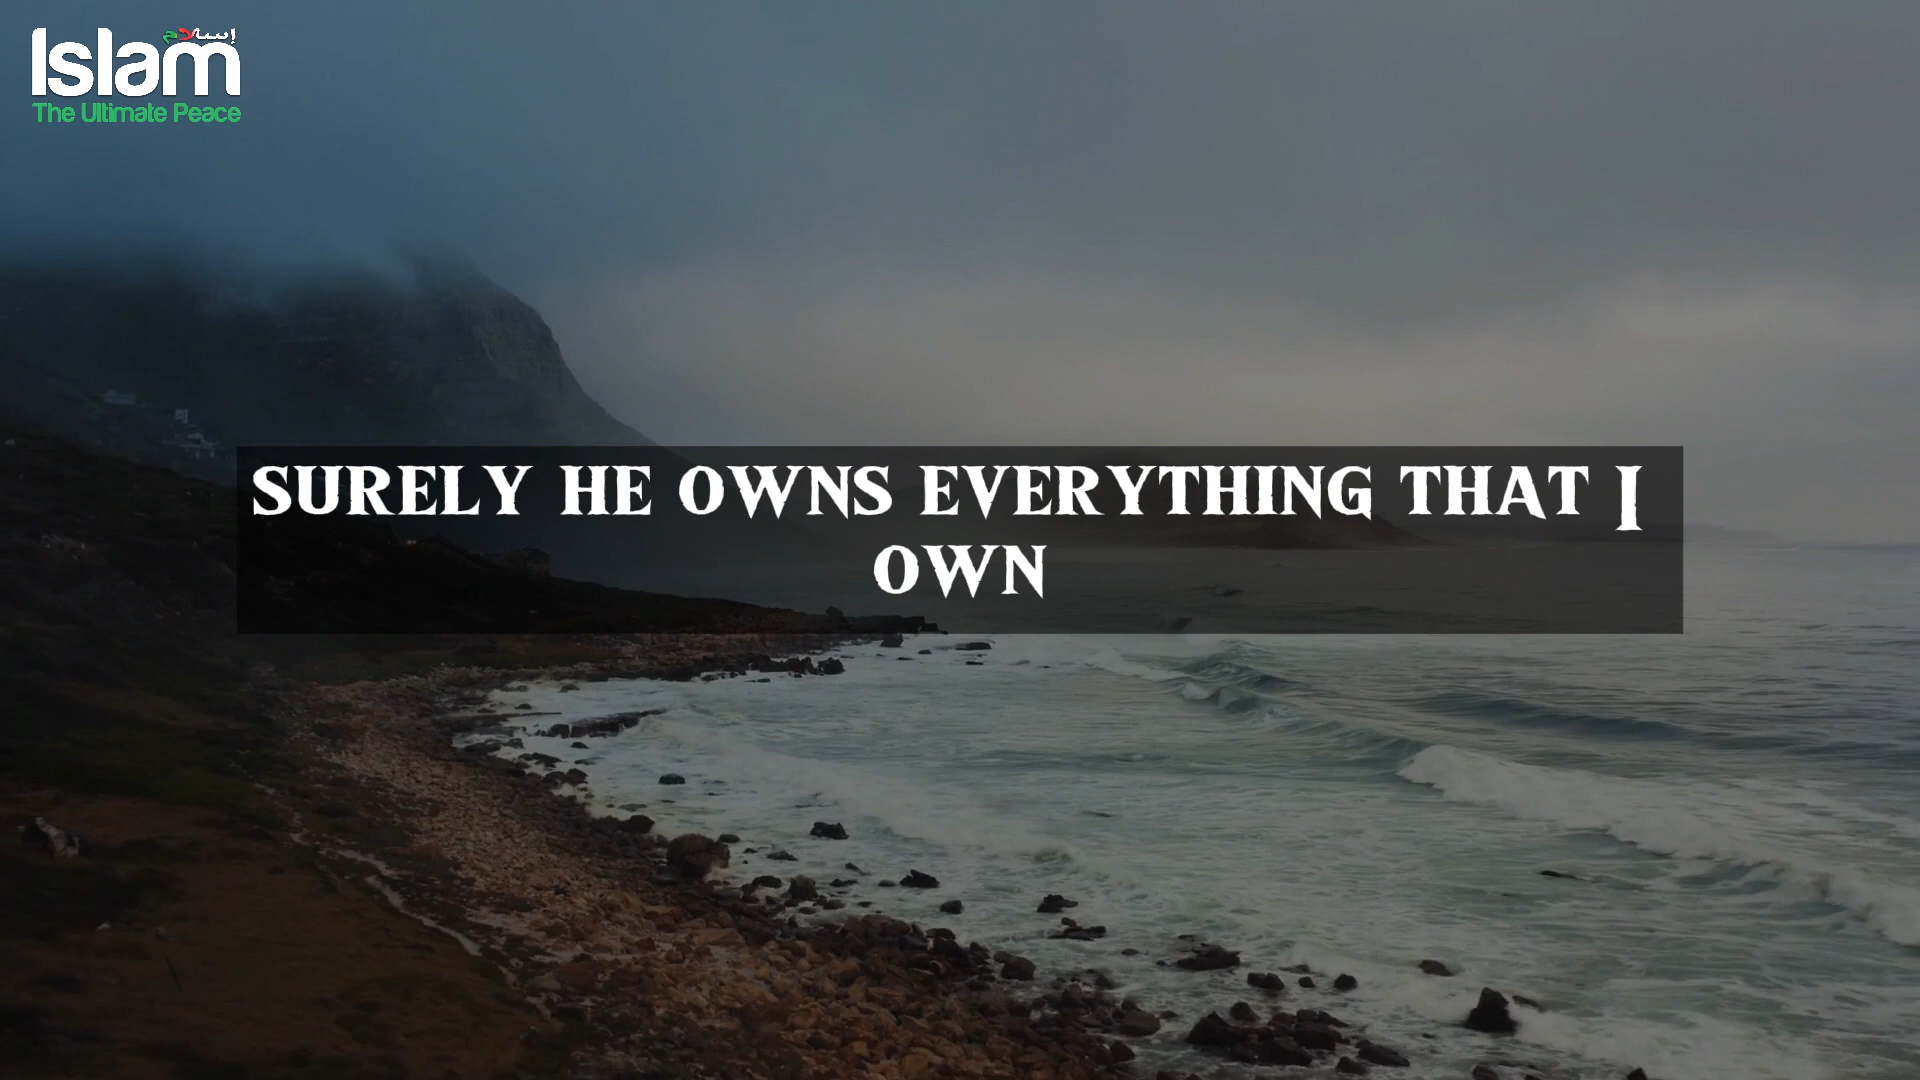 إسلام
Islam
The Ultimate Peace
SURELY HE OWNS EVERYTHING THAT I
OWN